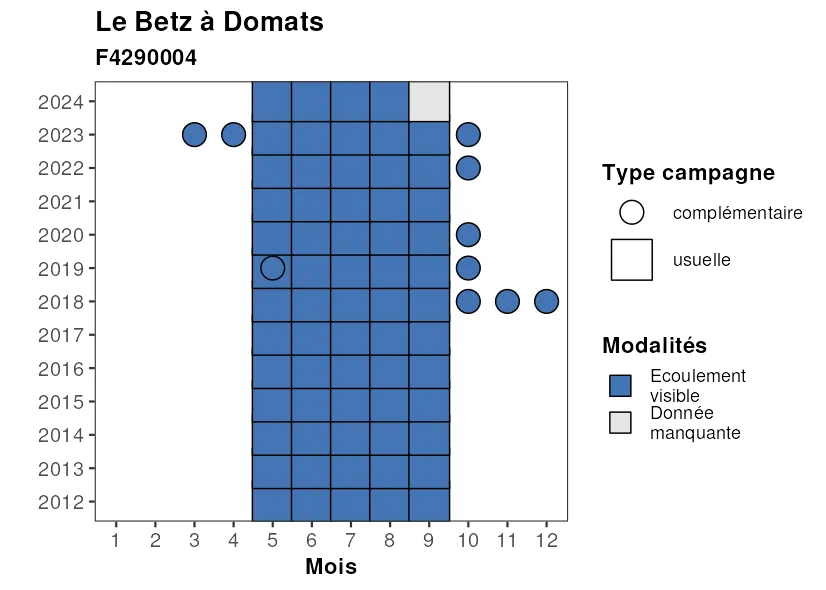 Le Betz à Domats
F4290004
2024
2023
2022
2021
2020
2019
2018
2017
2016
2015
2014
2013
2012
1 2 3 4 5 6 7 8 9 10 11 12
Mois
Type campagne
complémentaire
usuelle
Modalités
Ecoulement
visible
Donnée
manquante